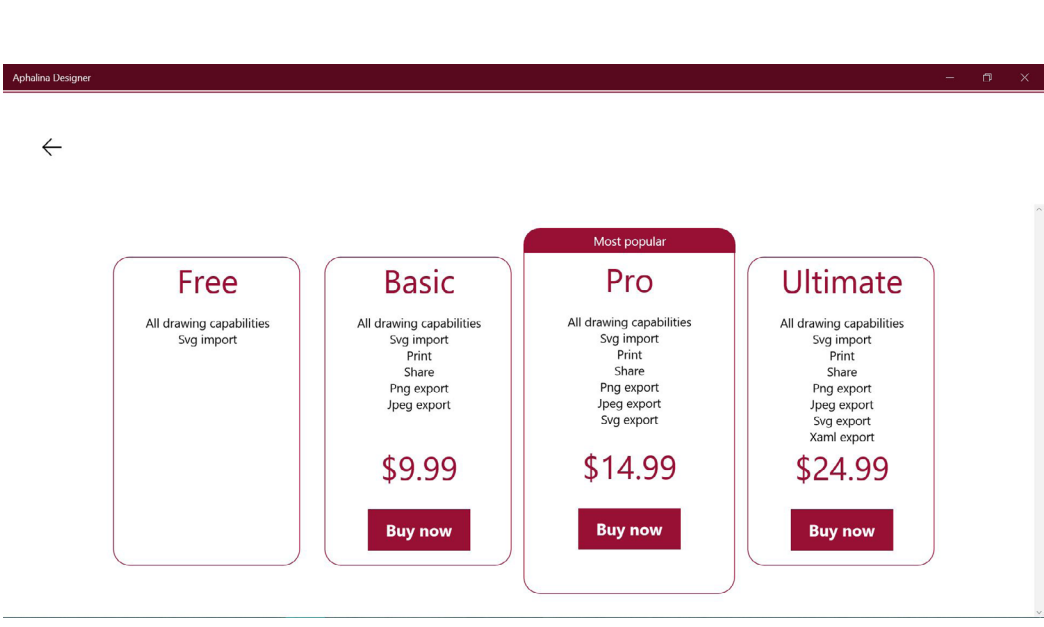 Aphalina Designer
Most popular
Free
All drawing capabilities
Svg import
Basic
All drawing capabilities
Svg import
Print
Share
Png export
Jpeg export
$9.99
Buy now
Pro
All drawing capabilities
Svg import
Print
Share
Png export
Jpeg export
Svg export
$14.99
Buy now
Ultimate
All drawing capabilities
Svg import
Print
Share
Png export
Jpeg export
Svg export
Xaml export
$24.99
Buy now